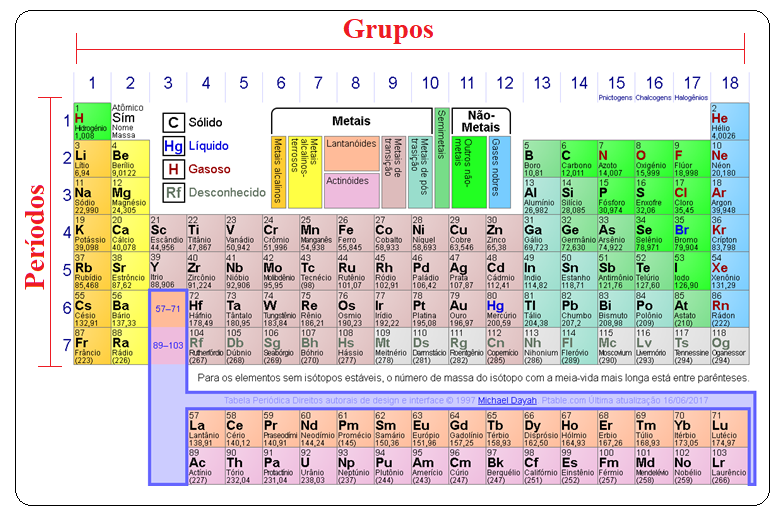 Grupos
Períodos
1 2 3 4 5 6 7 8 9 10 11 12 13 14 15 16 17 18
Pnictogens Chalcogens Halogênios
1 2 3 4 5 6 7
1 Atômico 2
H Sím He
Hidrogénio Nome Hélio
1,008 Massa 4,0026
C Sólido
Hg Líquido
H Gasoso
Rf Desconhecido
Metais
Semimetais
Não-Metais
Metais alcalinos
Metais alcalinos-terrosos
Lantanóides
Actinóides
Metais de transição
Metais de pós trasição
Outros não-metais
Gases nobres
3 4 5 6 7 8 9 10
Li Be B C N O F Ne
Lítio Berílio Boro Carbono Azoto Oxigénio Flúor Néon
6,94 9,0122 10,81 12,011 14,007 15,999 18,998 20,180
11 12 13 14 15 16 17 18
Na Mg Al Si P S Cl Ar
Sódio Magnésio Alumínio Silício Fósforo Enxofre Cloro Argon
22,990 24,305 26,982 28,085 30,974 32,06 35,45 39,948
19 20 21 22 23 24 25 26 27 28 29 30 31 32 33 34 35 36
K Ca Sc Ti V Cr Mn Fe Co Ni Cu Zn Ga Ge As Se Br Kr
Potássio Cálcio Escândio Titânio Vanádio Crômio Manganês Ferro Cobalto Níquel Cobre Zinco Gálio Germânio Arsênio Selênio Bromo Cripton
39,098 40,078 44,956 47,867 50,942 51,996 54,938 55,845 58,933 58,693 63,546 65,38 69,723 72,630 74,922 78,971 79,904 83,798
37 38 39 40 41 42 43 44 45 46 47 48 49 50 51 52 53 54
Rb Sr Y Zr Nb Mo Tc Ru Rh Pd Ag Cd In Sn Sb Te I Xe
Rubídio Estrôncio Ítrio Zircônio Nióbio Molibdênio Tecnécio Rutênio Ródio Paládio Prata Cádmio Índio Estanho Antimónio Telúrio Iodo Xenônio
85,468 87,62 88,906 91,224 92,906 95,95 (98) 101,07 102,91 106,42 107,87 112,41 114,82 118,71 121,76 127,60 126,90 131,29
55 56 57–71 72 73 74 75 76 77 78 79 80 81 82 83 84 85 86
Cs Ba Hf Ta W Re Os Ir Pt Au Hg Tl Pb Bi Po At Rn
Césio Bário Háfnio Tântalo Tungstênio Rênio Ósmio Irídio Platina Ouro Mercúrio Tálio Chumbo Bismuto Polônio Astato Rádon
132,91 137,33 178,49 180,95 183,84 186,21 190,23 192,22 195,08 196,97 200,59 204,38 207,2 208,98 (209) (210) (222)
87 88 89–103 104 105 106 107 108 109 110 111 112 113 114 115 116 117 118
Fr Ra Rf Db Sg Bh Hs Mt Ds Rg Cn Nh Fl Mc Lv Ts Og
Frâncio Rádio Rutherfórdio Dúbnio Seabórgio Bóhrio Hássio Meitnério Darmstácio Roentgênio Copernício Nihonium Fleróvio Moscovium Livermório Tennessine Oganesson
(223) (226) (267) (268) (269) (270) (277) (278) (281) (282) (285) (286) (289) (290) (293) (294) (294)
Para os elementos sem isótopos estáveis, o número de massa do isótopo com a meia-vida mais longa está entre parênteses.
Tabela Periódica Direitos autorais de design e interface © 1997 Michael Dayah. Ptable.com Última atualização 16/06/2017
57 58 59 60 61 62 63 64 65 66 67 68 69 70 71
La Ce Pr Nd Pm Sm Eu Gd Tb Dy Ho Er Tm Yb Lu
Lantânio Cério Praseodímio Neodímio Promécio Samário Európio Gadolínio Térbio Disprósio Hólmio Érbio Túlio Itérbio Lutécio
138,91 140,12 140,91 144,24 (145) 150,36 151,96 157,25 158,93 162,50 164,93 167,26 168,93 173,05 174,97
89 90 91 92 93 94 95 96 97 98 99 100 101 102 103
Ac Th Pa U Np Pu Am Cm Bk Cf Es Fm Md No Lr
Actínio Tório Protactínio Urânio Neptúnio Plutônio Amerício Cúrio Berquélio Califórnio Einstênio Férmio Mendelévio Nobélio Laurêncio
(227) 232,04 231,04 238,03 (237) (244) (243) (247) (247) (251) (252) (257) (258) (259) (266)